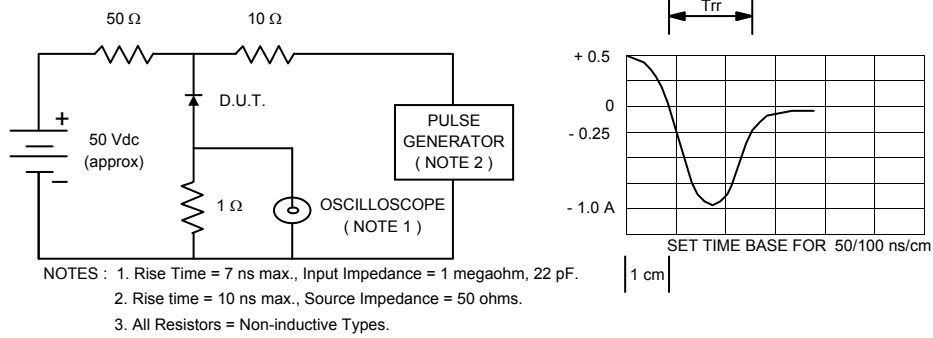 Trr
50 Ω
10 Ω
+ 0.5
D.U.T.
0
+
50 Vdc
(approx)
PULSE
GENERATOR
( NOTE 2 )
- 0.25
1 Ω
OSCILLOSCOPE
( NOTE 1 )
- 1.0 A
SET TIME BASE FOR 50/100 ns/cm
1 cm
NOTES : 1. Rise Time = 7 ns max., Input Impedance = 1 megaohm, 22 pF.
2. Rise time = 10 ns max., Source Impedance = 50 ohms.
3. All Resistors = Non-inductive Types.